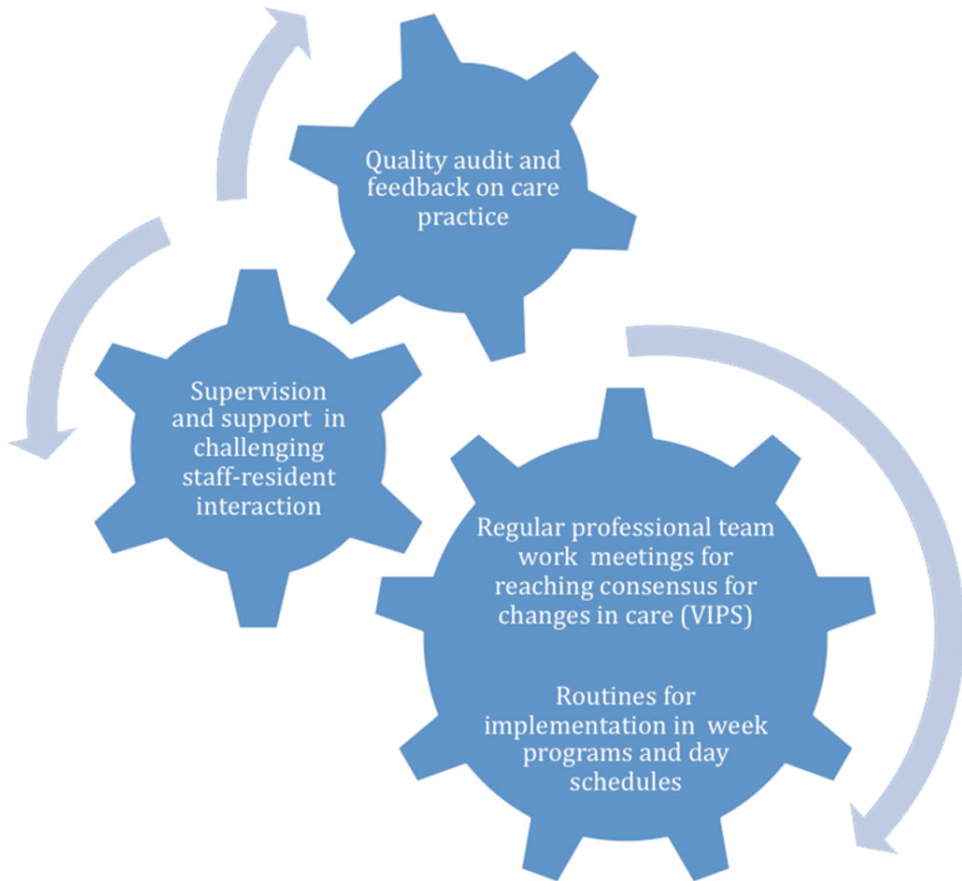 Quality audit and
feedback on care
practice
Supervision
and support in
challenging
staff-resident
interaction
Regular professional team
work meetings for
reaching consensus for
changes in care (VIPS)
Routines for
implementation in week
programs and day
schedules